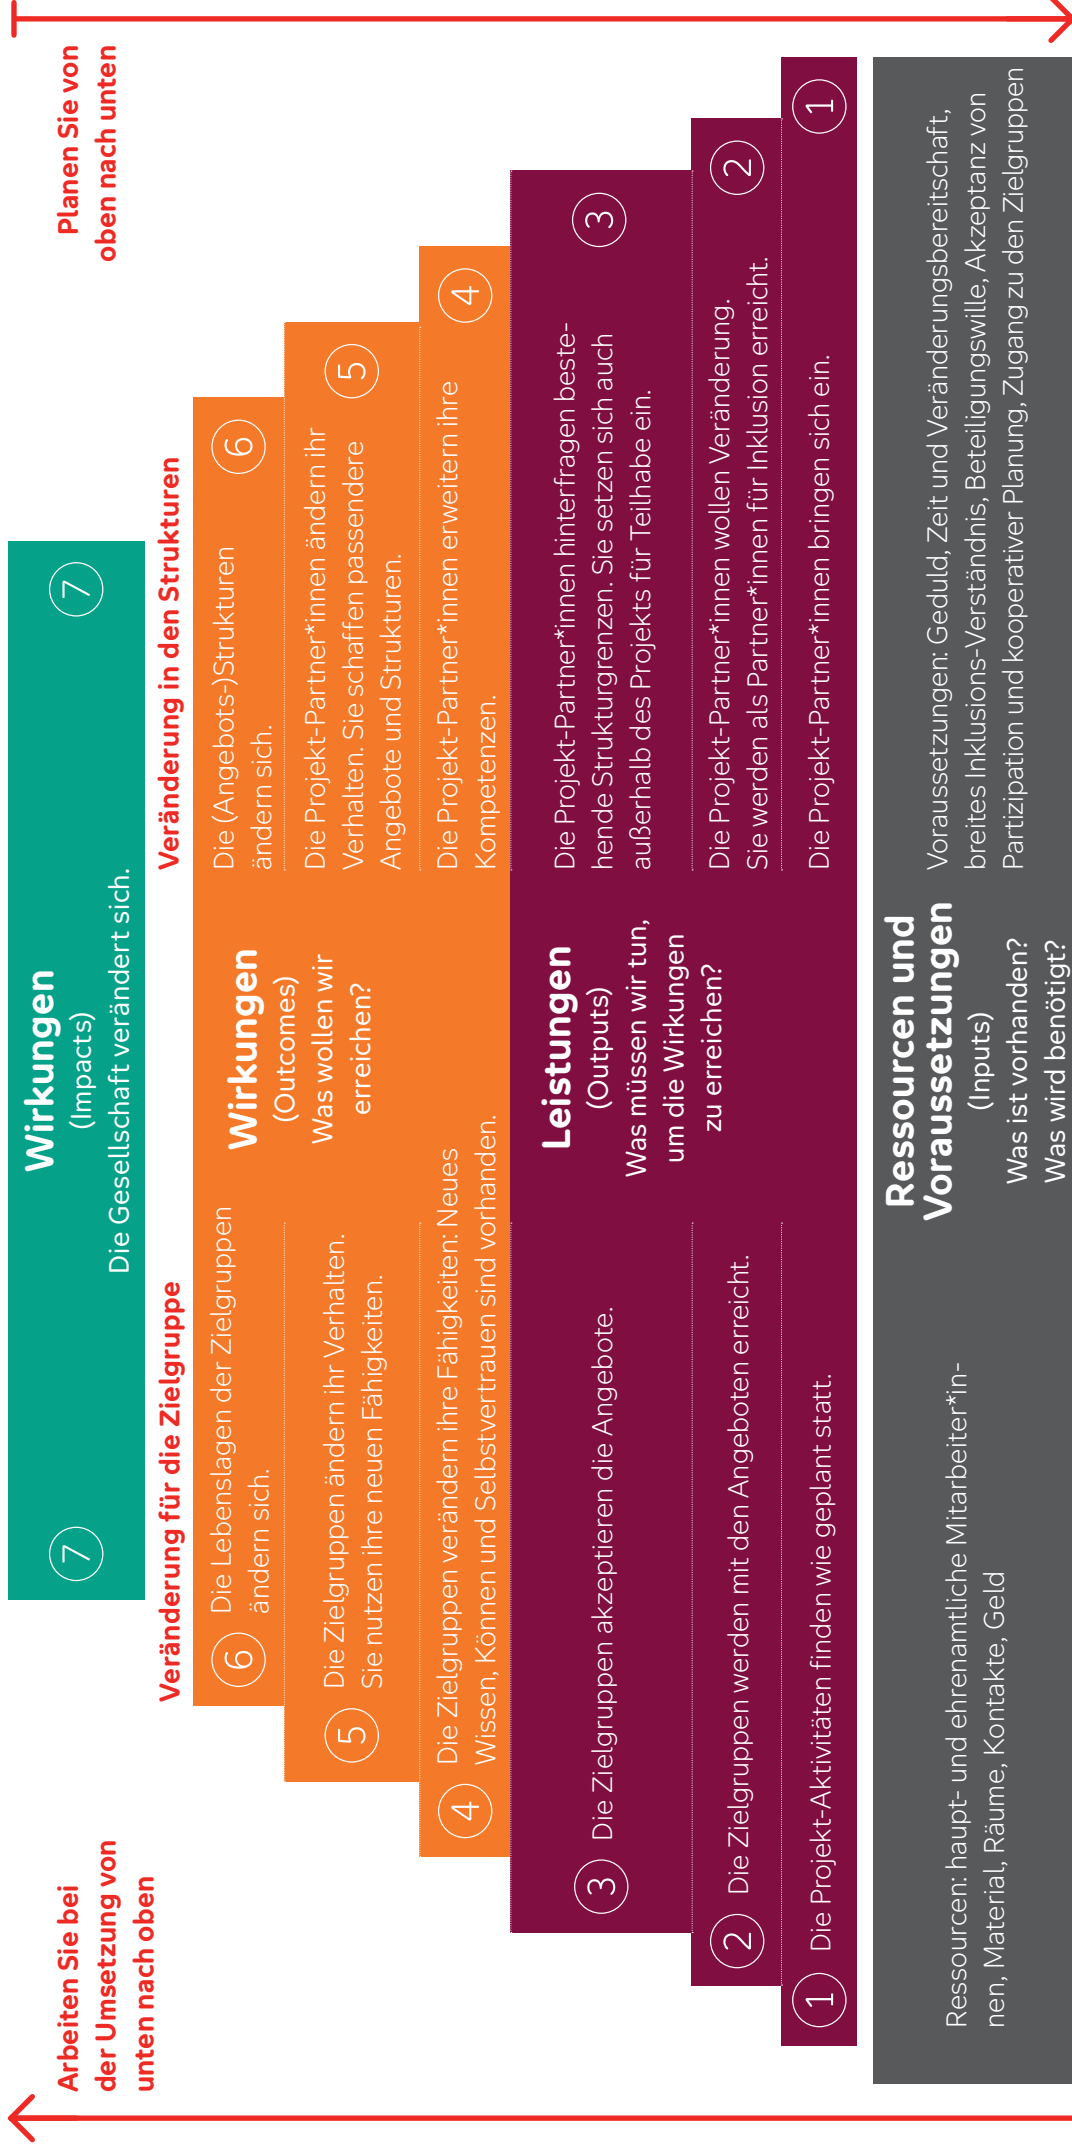 Arbeiten Sie bei
der Umsetzung von
unten nach oben
Planen Sie von
oben nach unten
7
Wirkungen
(Impacts)
Die Gesellschaft verändert sich.
7
Veränderung für die Zielgruppe
Veränderung in den Strukturen
6
Die Lebenslagen der Zielgruppen
ändern sich.
5
Die Zielgruppen ändern ihr Verhalten.
Sie nutzen ihre neuen Fähigkeiten.
4
Die Zielgruppen verändern ihre Fähigkeiten: Neues
Wissen, Können und Selbstvertrauen sind vorhanden.
Wirkungen
(Outcomes)
Was wollen wir
erreichen?
Die (Angebots-)Strukturen
ändern sich.
6
Die Projekt-Partner*innen ändern ihr
Verhalten. Sie schaffen passendere
Angebote und Strukturen.
5
Die Projekt-Partner*innen erweitern ihre
Kompetenzen.
4
3
Die Zielgruppen akzeptieren die Angebote.
2
Die Zielgruppen werden mit den Angeboten erreicht.
1
Die Projekt-Aktivitäten finden wie geplant statt.
Leistungen
(Outputs)
Was müssen wir tun,
um die Wirkungen
zu erreichen?
Die Projekt-Partner*innen hinterfragen beste-
hende Strukturgrenzen. Sie setzen sich auch
außerhalb des Projekts für Teilhabe ein.
3
Die Projekt-Partner*innen wollen Veränderung.
Sie werden als Partner*innen für Inklusion erreicht.
2
Die Projekt-Partner bringen sich ein.
1
Ressourcen: haupt- und ehrenamtliche Mitarbeiter*in-
nen, Material, Räume, Kontakte, Geld
Ressourcen und
Voraussetzungen
(Inputs)
Was ist vorhanden?
Was wird benötigt?
Voraussetzungen: Geduld, Zeit und Veränderungsbereitschaft,
breites Inklusions-Verständnis, Beteiligungswille, Akzeptanz von
Partizipation und kooperativer Planung, Zugang zu den Zielgruppen